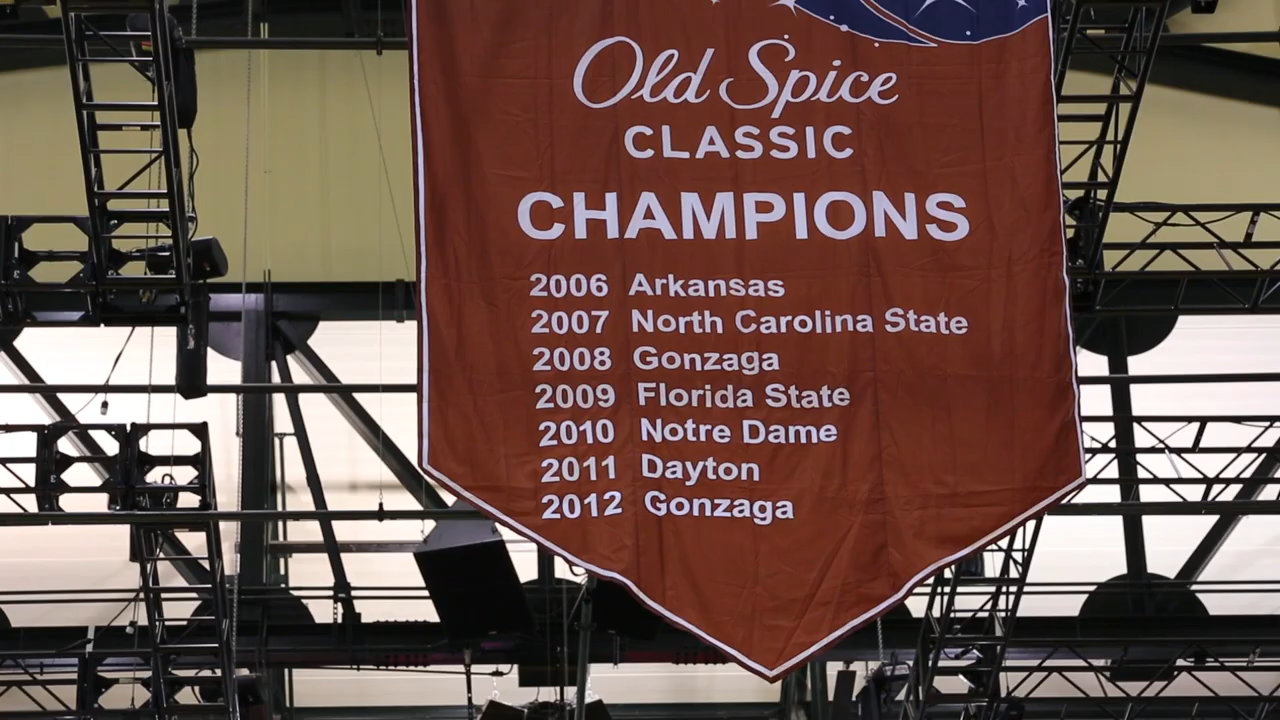 Old Spice
CLASSIC
CHAMPIONS
2006 Arkansas
2007 North Carolina State
2008 Gonzaga
2009 Florida State
2010 Notre Dame
2011 Dayton
2012 Gonzaga